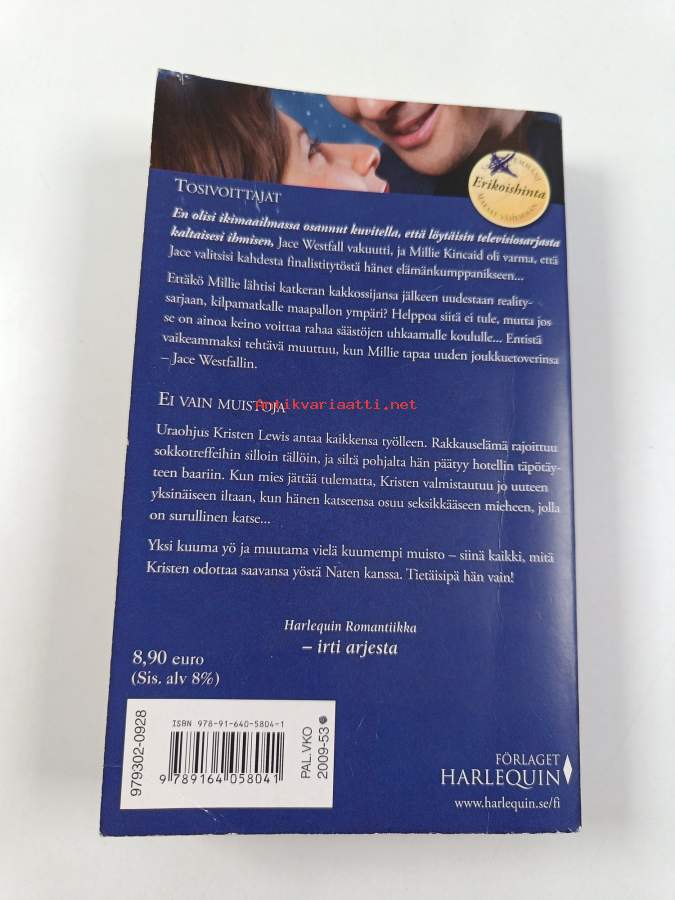 Erikoishinta
TOSIVOITTAJAT
En olisi ikimaailmassa osannut kuvitella, että löytäisin televisiosarjasta
kaltaisesi ihmisen, Jace Westfall vakuutti, ja Millie Kincaid oli varma, että
Jace valitsisi kahdesta finalistitytöstä hänet elämänkumppanikseen...
Ettäkö Millie lähtisi katkeran kakkossijansa jälkeen uudestaan reality-
sarjaan, kilpamatkalle maapallon ympäri? Helppoa siitä ei tule, mutta jos
se on ainoa keino voittaa rahaa säästöjen uhkaamalle koululle... Entistä
vaikeammaksi tehtävä muuttuu, kun Millie tapaa uuden joukkuetoverinsa
– Jace Westfallin.
EI VAIN MUISTOJA
Antikvariaatti.net
Uraohjus Kristen Lewis antaa kaikkensa työlleen. Rakkauselämä rajoittuu
sokkotreffeihin silloin tällöin, ja siltä pohjalta hän päätyy hotellin täpötäy-
teen baariin. Kun mies jättää tulematta, Kristen valmistautuu jo uuteen
yksinäiseen iltaan, kun hänen katseensa osuu seksikkääseen mieheen, jolla
on surullinen katse...
Yksi kuuma yö ja muutama vielä kuumempi muisto – siinä kaikki, mitä
Kristen odottaa saavansa yöstä Naten kanssa. Tietäisipä hän vain!
Harlequin Romantiikka
– irti arjesta
8,90 euro
(Sis. alv 8%)
979302-0928
ISBN 978-91-640-5804-1
9 789164 058041
PAL.VKO
2009-53
FÖRLAGET
HARLEQUIN
www.harlequin.se/fi